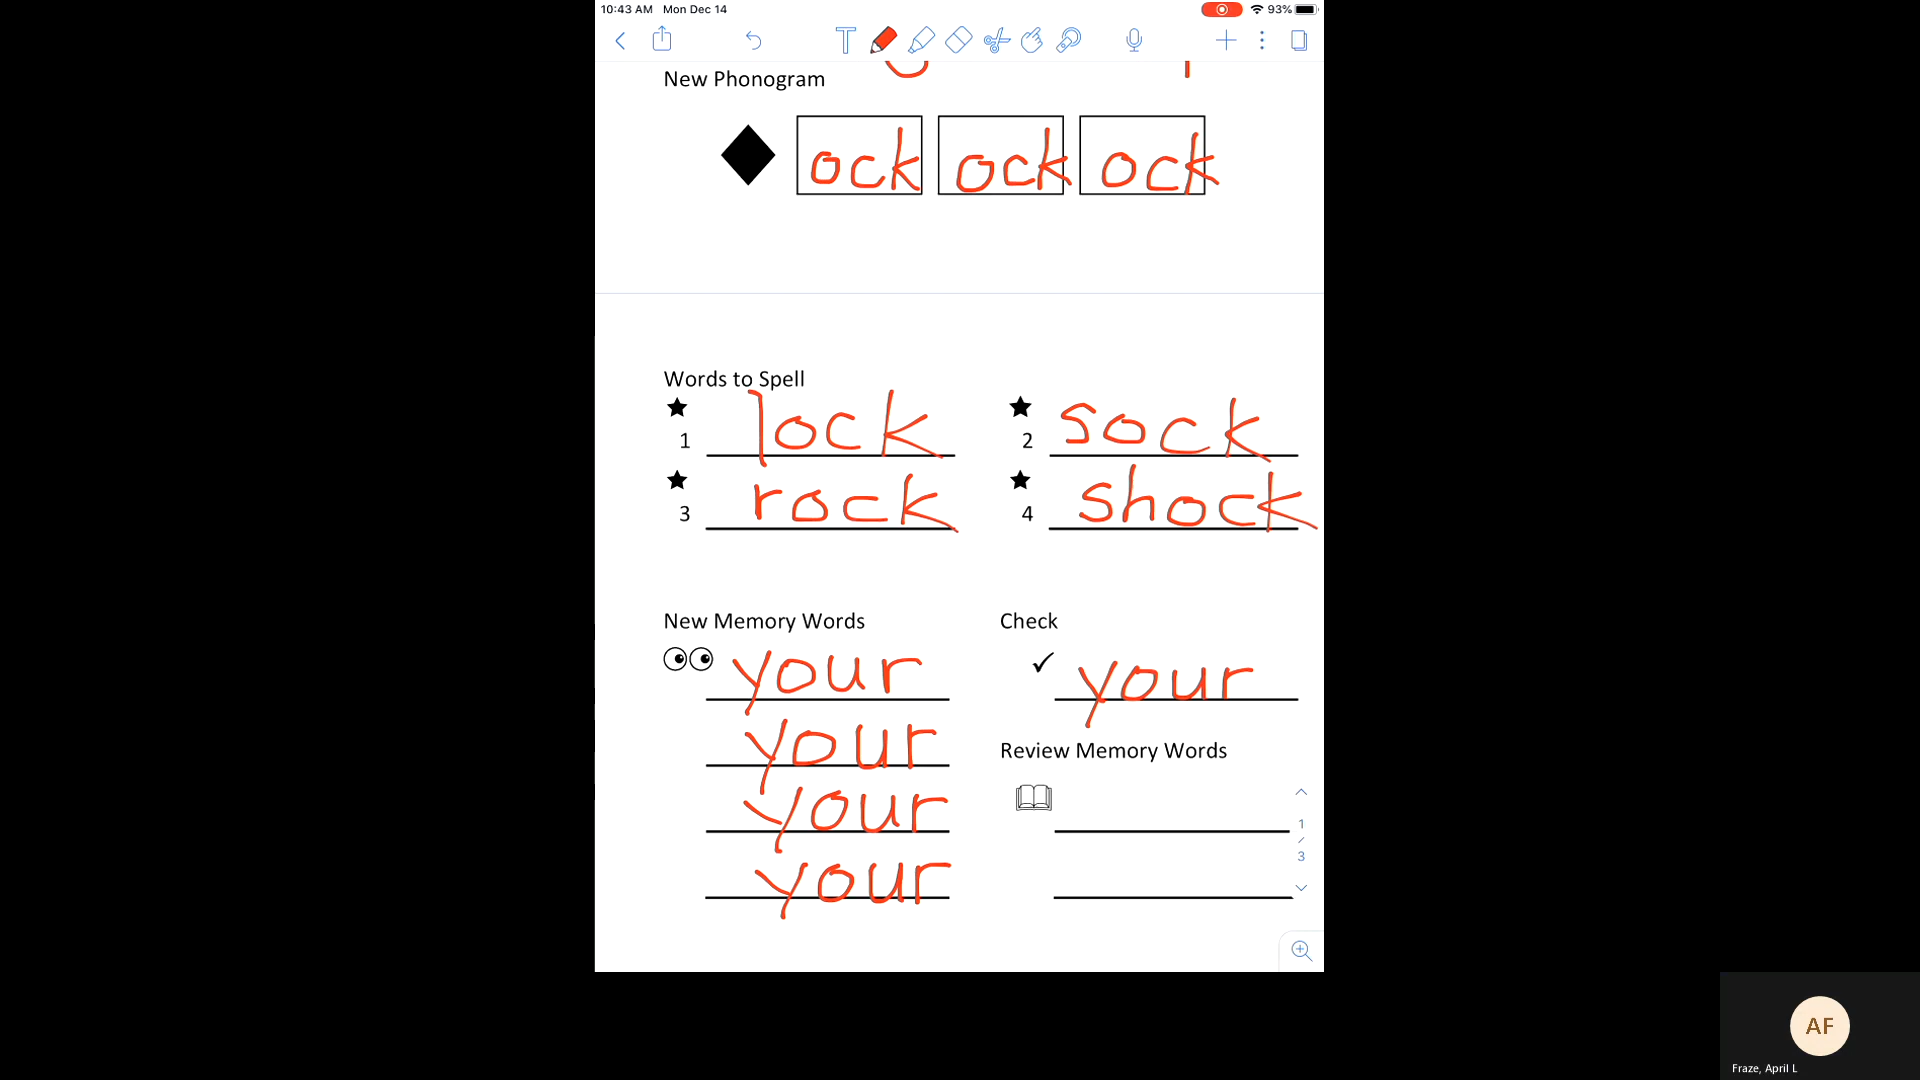 10:43 AM Mon Dec 14 93%
T
New Phonogram
ock ock ock
Words to Spell
1 lock 2 sock
3 rock 4 shock
New Memory Words Check
your your
your
Review Memory Words
your
1
/
3
your
AF
Fraze, April L